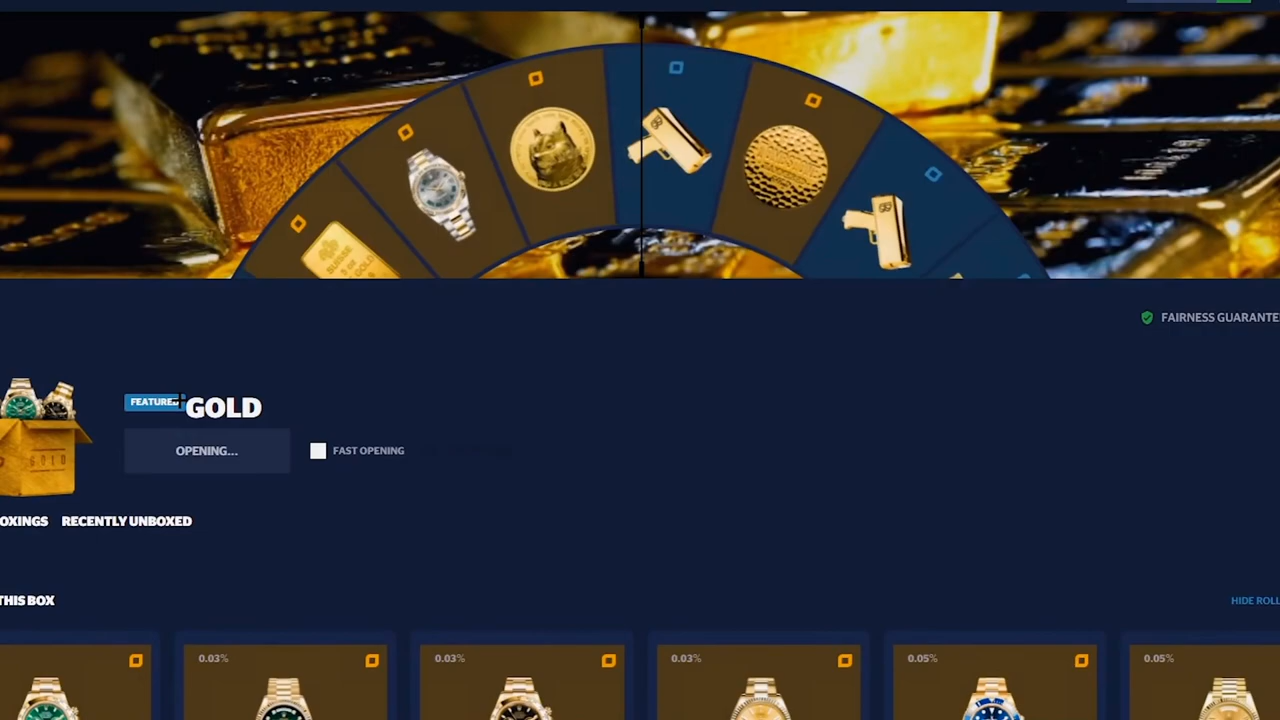 FAIRNESS GUARANTE
FEATURED
GOLD
OPENING...
FAST OPENING
GOLD
OXINGS
RECENTLY UNBOXED
THIS BOX
HIDE ROLL
0.03%
0.03%
0.03%
0.05%
0.05%